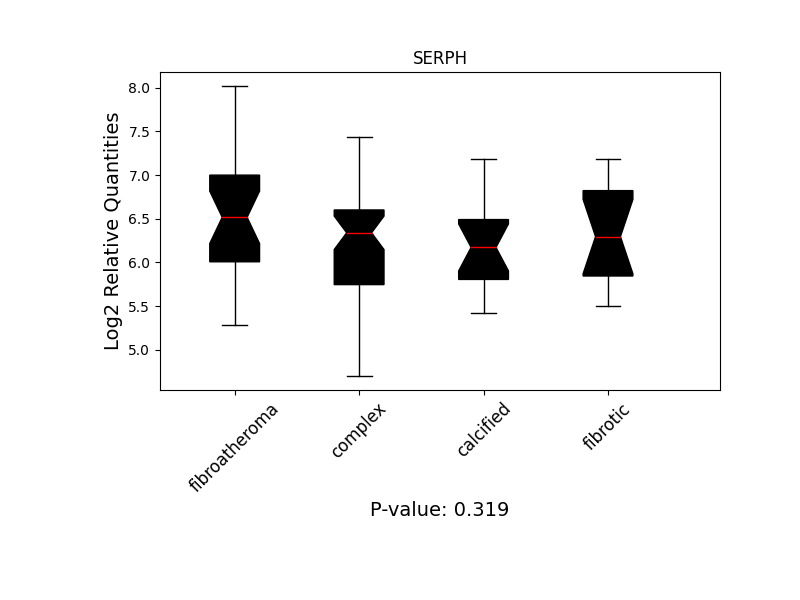 SERPH
Log2 Relative Quantities
8.0
7.5
7.0
6.5
6.0
5.5
5.0
fibroatheroma
complex
calcified
fibrotic
P-value: 0.319